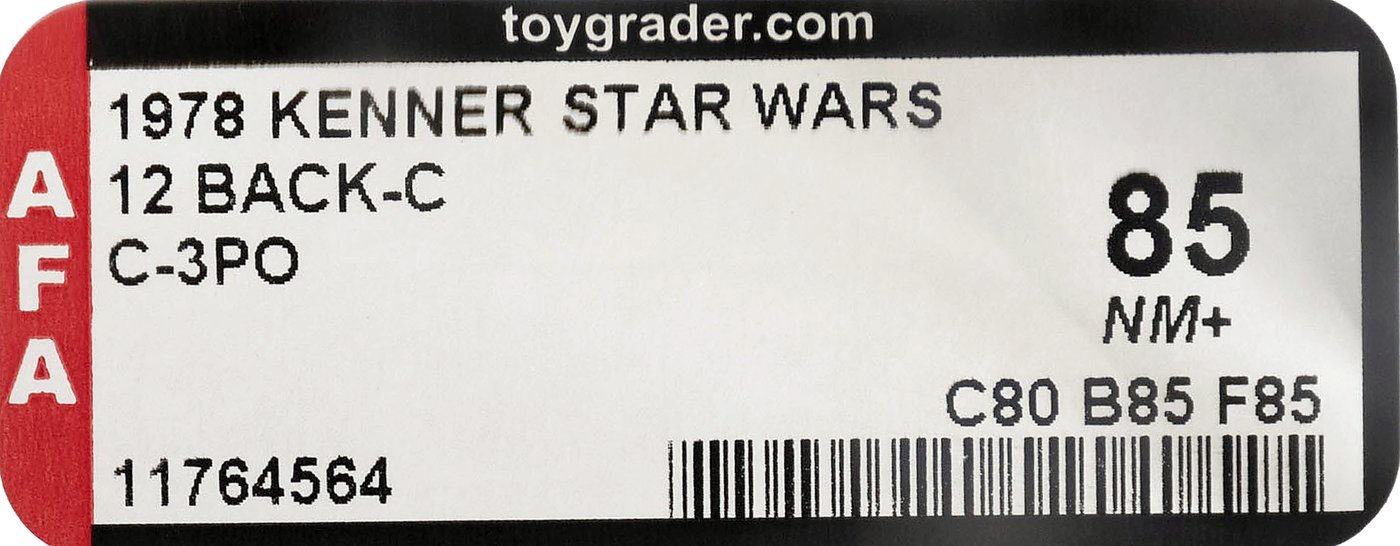 toygrader.com
AFA
1978 KENNER STAR WARS
12 BACK-C
C-3PO
85
NM+
C80 B85 F85
11764564